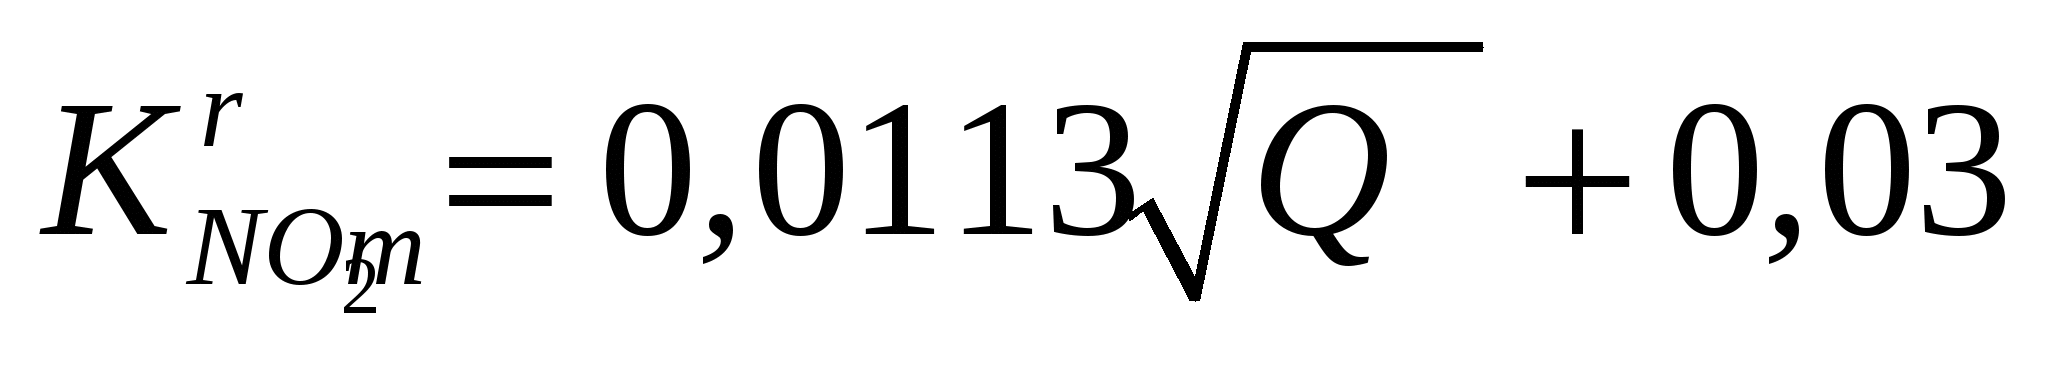 K^r_{NO_2 m} = 0,0113√Q + 0,03